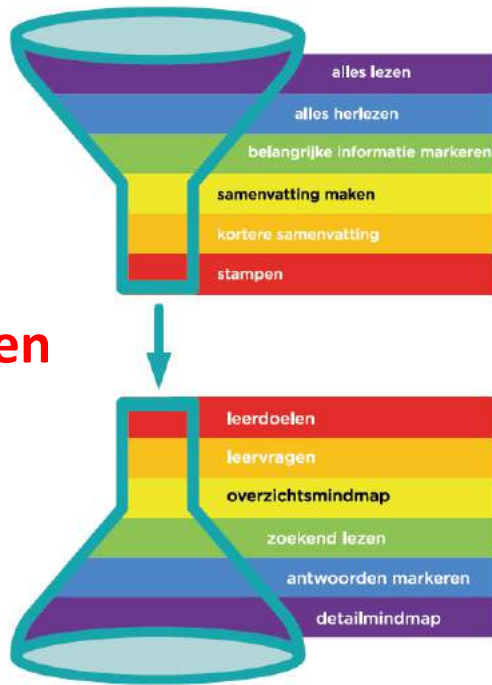 alles lezen
alles herlezen
belangrijke informatie markeren
samenvatting maken
kortere samenvatting
stampen
en
leerdoelen
leervragen
overzichtsmindmap
zoekend lezen
antwoorden markeren
detailmindmap